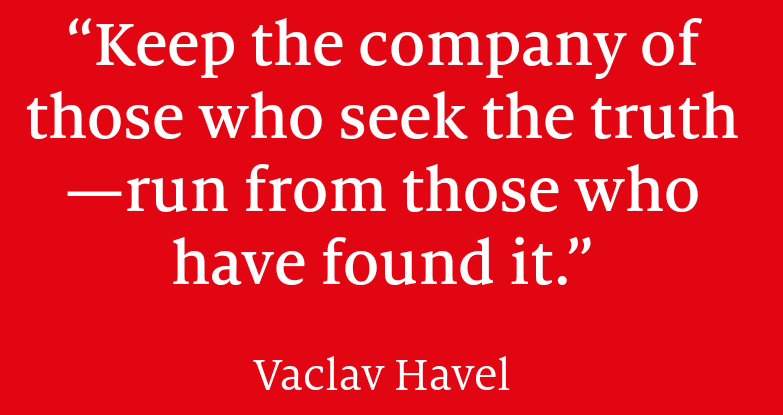 “Keep the company of
those who seek the truth
—run from those who
have found it.”
Vaclav Havel